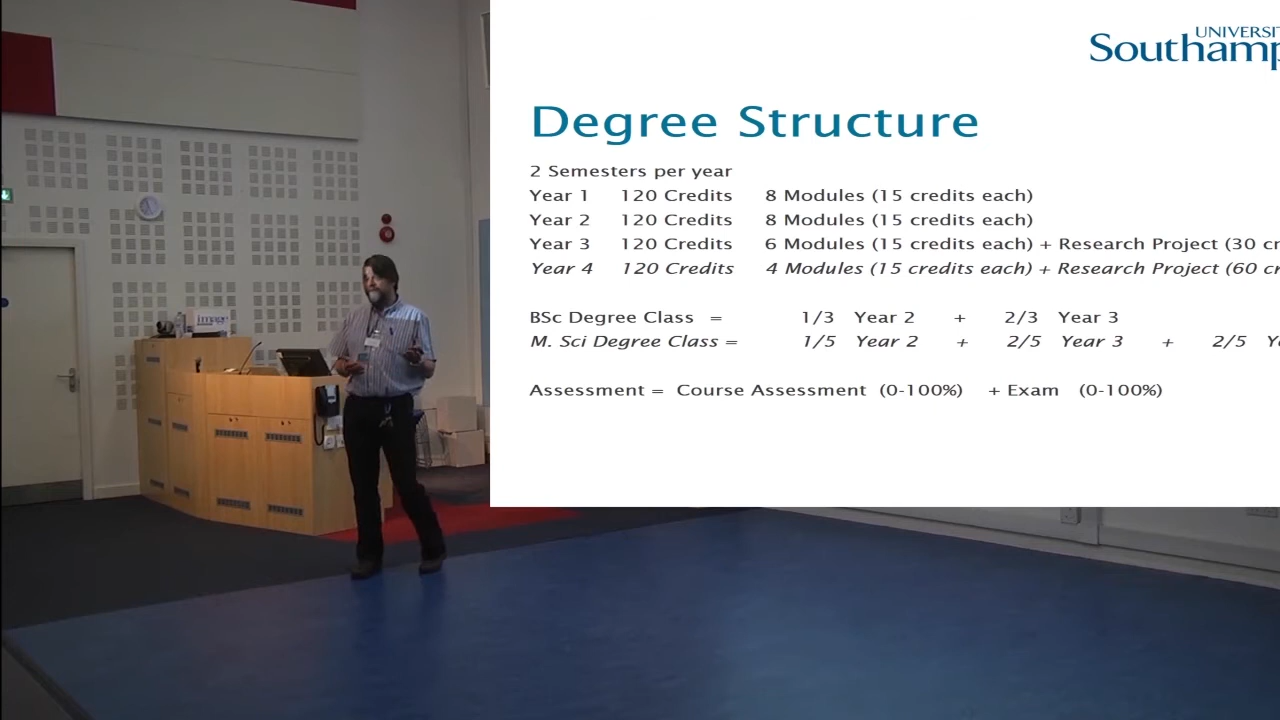 UNIVERSIT
Southamp
Degree Structure
2 Semesters per year
Year 1 120 Credits 8 Modules (15 credits each)
Year 2 120 Credits 8 Modules (15 credits each)
Year 3 120 Credits 6 Modules (15 credits each) + Research Project (30 cr
Year 4 120 Credits 4 Modules (15 credits each) + Research Project (60 cr
BSc Degree Class = 1/3 Year 2 + 2/3 Year 3
M. Sci Degree Class = 1/5 Year 2 + 2/5 Year 3 + 2/5 Ye
Assessment = Course Assessment (0-100%) + Exam (0-100%)
image